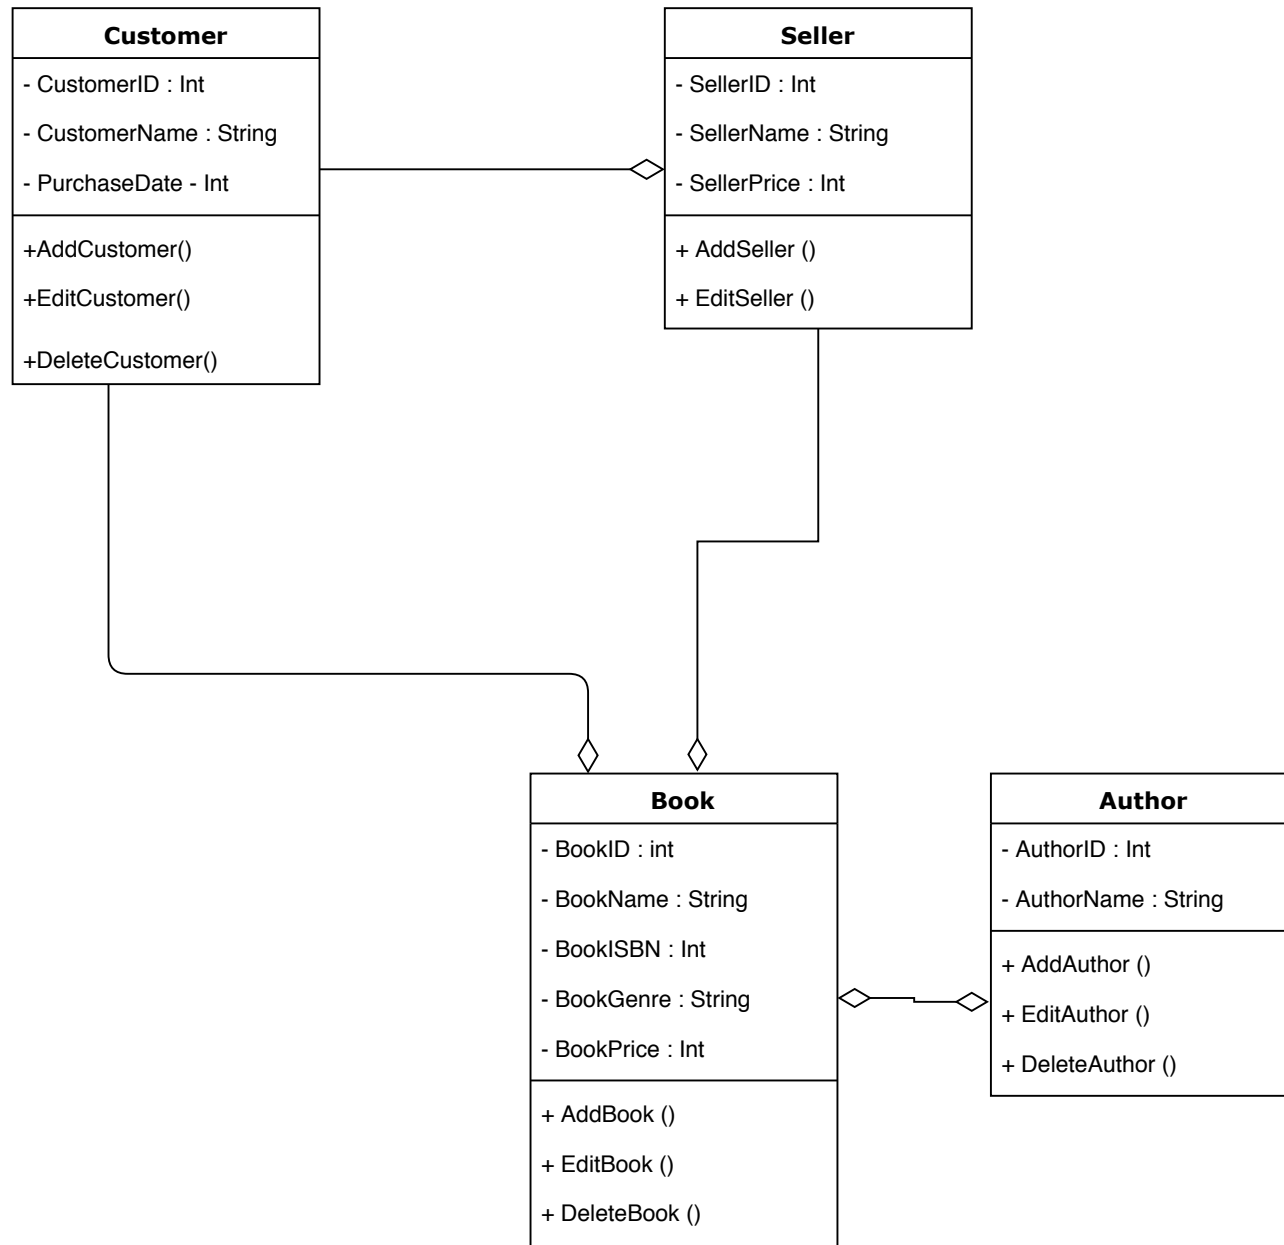 Customer
- CustomerID : Int
- CustomerName : String
- PurchaseDate - Int
+AddCustomer()
+EditCustomer()
+DeleteCustomer()
Seller
- SellerID : Int
- SellerName : String
- SellerPrice : Int
+ AddSeller ()
+ EditSeller ()
Book
- BookID : int
- BookName : String
- BookISBN : Int
- BookGenre : String
- BookPrice : Int
+ AddBook ()
+ EditBook ()
+ DeleteBook ()
Author
- AuthorID : Int
- AuthorName : String
+ AddAuthor ()
+ EditAuthor ()
+ DeleteAuthor ()